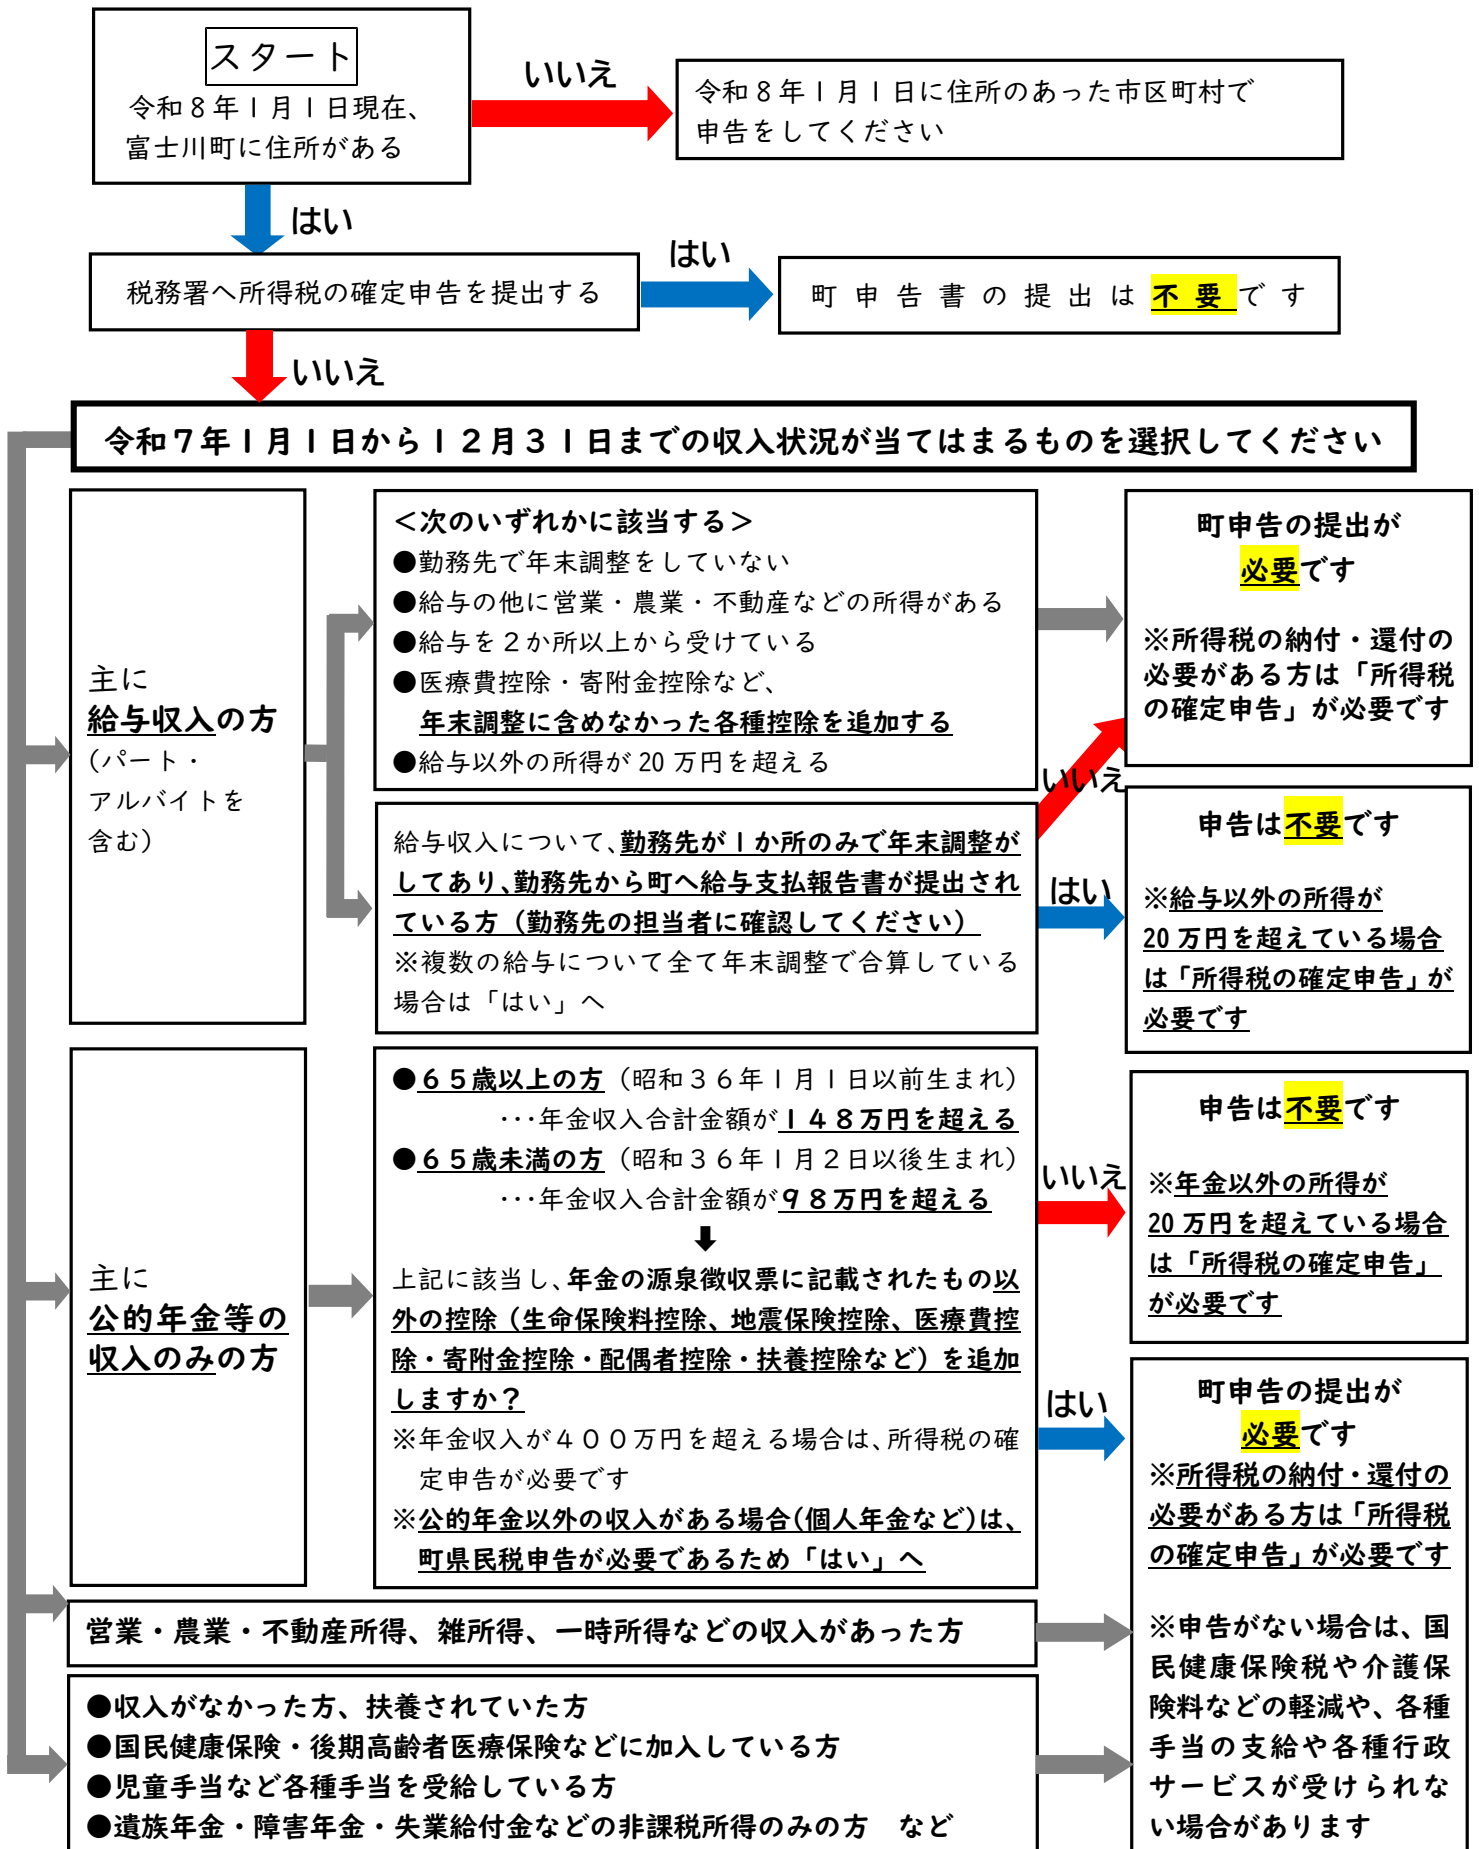 スタート
令和８年１月１日現在、
富士川町に住所がある
いいえ
令和８年１月１日に住所のあった市区町村で
申告をしてください
はい
税務署へ所得税の確定申告を提出する
はい
町申告書の提出は不要です
いいえ
令和７年１月１日から１２月３１日までの収入状況が当てはまるものを選択してください
主に
給与収入の方
（パート・
アルバイトを
含む）
＜次のいずれかに該当する＞
●勤務先で年末調整をしていない
●給与の他に営業・農業・不動産などの所得がある
●給与を２か所以上から受けている
●医療費控除・寄附金控除など、
年末調整に含めなかった各種控除を追加する
●給与以外の所得が20万円を超える
町申告の提出が
必要です
※所得税の納付・還付の
必要がある方は「所得税
の確定申告」が必要です
給与収入について、勤務先が１か所のみで年末調整が
してあり、勤務先から町へ給与支払報告書が提出され
ている方（勤務先の担当者に確認してください）
※複数の給与について全て年末調整で合算している
場合は「はい」へ
いいえ
はい
申告は不要です
※給与以外の所得が
20万円を超えている場合
は「所得税の確定申告」が
必要です
主に
公的年金等の
収入のみの方
●６５歳以上の方（昭和３６年１月１日以前生まれ）
･･･年金収入合計金額が１４８万円を超える
●６５歳未満の方（昭和３６年１月２日以後生まれ）
･･･年金収入合計金額が９８万円を超える
上記に該当し、年金の源泉徴収票に記載されたもの以
外の控除（生命保険料控除、地震保険控除、医療費控
除・寄附金控除・配偶者控除・扶養控除など）を追加
しますか？
※年金収入が４００万円を超える場合は、所得税の確
定申告が必要です
※公的年金以外の収入がある場合(個人年金など)は、
町県民税申告が必要であるため「はい」へ
いいえ
申告は不要です
※年金以外の所得が
20万円を超えている場合
は「所得税の確定申告」
が必要です
はい
町申告の提出が
必要です
※所得税の納付・還付の
必要がある方は「所得税
の確定申告」が必要です
※申告がない場合は、国
民健康保険税や介護保
険料などの軽減や、各種
手当の支給や各種行政
サービスが受けられな
い場合があります
営業・農業・不動産所得、雑所得、一時所得などの収入があった方
●収入がなかった方、扶養されていた方
●国民健康保険・後期高齢者医療保険などに加入している方
●児童手当など各種手当を受給している方
●遺族年金・障害年金・失業給付金などの非課税所得のみの方　など